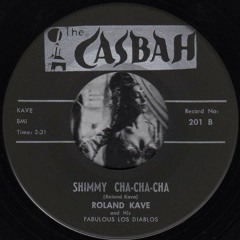 The
CASBAH
KAVE
BMI
Time: 2:31
Record No:
201 B
SHIMMY CHA-CHA-CHA
(Roland Kave)
ROLAND KAVE
and His
FABULOUS LOS DIABLOS